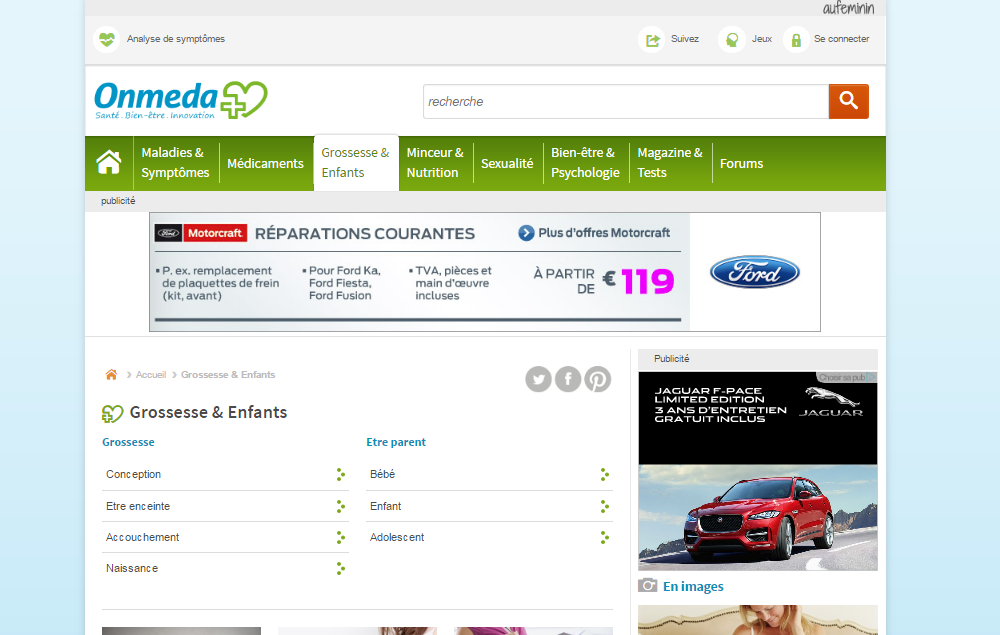 aufeminin
Analyse de symptômes
Suivez
Jeux
Se connecter
Onmeda
Santé . Bien-être . Innovation
recherche
Maladies &
Symptômes
Médicaments
Grossesse &
Enfants
Minceur &
Nutrition
Sexualité
Bien-être &
Psychologie
Magazine &
Tests
Forums
publicité
Ford
Motorcraft
RÉPARATIONS COURANTES
Plus d'offres Motorcraft
▪ P. ex. remplacement
de plaquettes de frein
(kit, avant)
▪ Pour Ford Ka,
Ford Fiesta,
Ford Fusion
▪ TVA, pièces et
main d'œuvre
incluses
À PARTIR
DE
€ 119
Ford
Accueil
Grossesse & Enfants
Grossesse & Enfants
Grossesse
Conception
Etre enceinte
Accouchement
Naissance
Etre parent
Bébé
Enfant
Adolescent
Publicité
Choisir sa pub
JAGUAR F-PACE
LIMITED EDITION
3 ANS D'ENTRETIEN
GRATUIT INCLUS
JAGUAR
En images